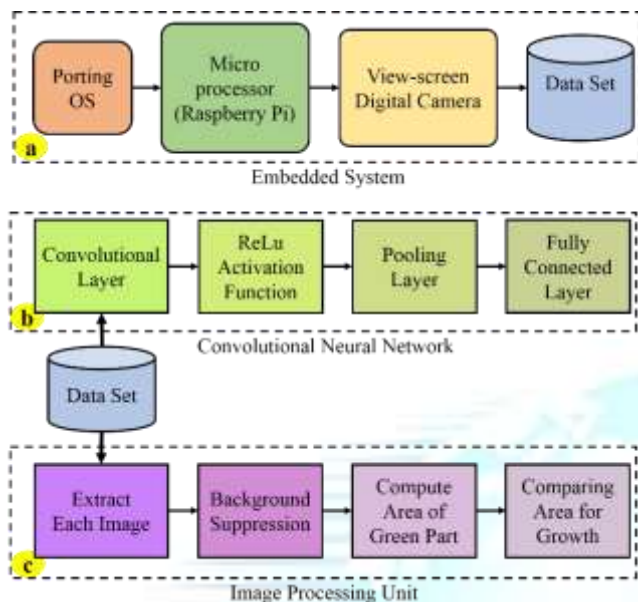 Porting
OS
Micro
processor
(Raspberry Pi)
View-screen
Digital Camera
Data Set
a
Embedded System
Convolutional
Layer
ReLu
Activation
Function
Pooling
Layer
Fully
Connected
Layer
b
Convolutional Neural Network
Data Set
Extract
Each Image
Background
Suppression
Compute
Area of
Green Part
Comparing
Area for
Growth
c
Image Processing Unit